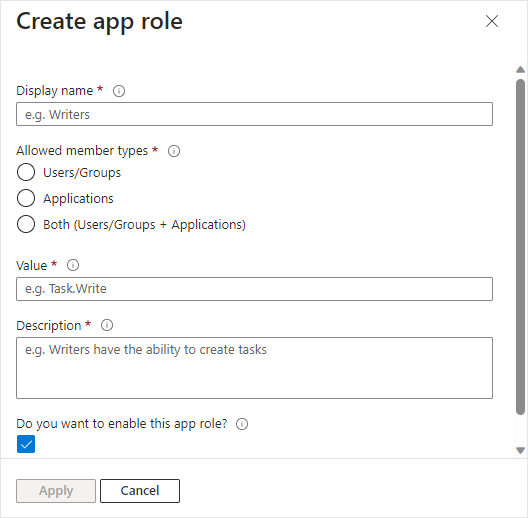 Create app role
Display name *
e.g. Writers
Allowed member types *
Users/Groups
Applications
Both (Users/Groups + Applications)
Value *
e.g. Task.Write
Description *
e.g. Writers have the ability to create tasks
Do you want to enable this app role?
Apply Cancel